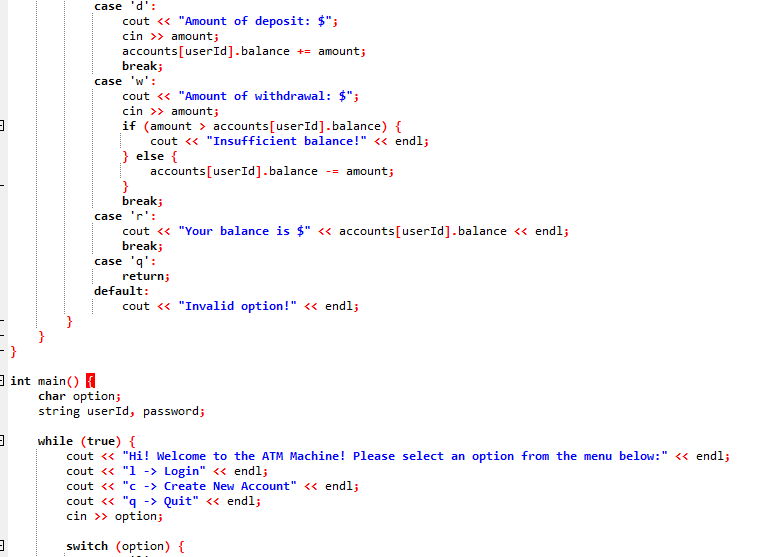 case 'd':
cout << "Amount of deposit: $";
cin >> amount;
accounts[userId].balance += amount;
break;
case 'w':
cout << "Amount of withdrawal: $";
cin >> amount;
if (amount > accounts[userId].balance) {
cout << "Insufficient balance!" << endl;
} else {
accounts[userId].balance -= amount;
}
break;
case 'r':
cout << "Your balance is $" << accounts[userId].balance << endl;
break;
case 'q':
return;
default:
cout << "Invalid option!" << endl;
}
}
}
int main() {
char option;
string userId, password;
while (true) {
cout << "Hi! Welcome to the ATM Machine! Please select an option from the menu below:" << endl;
cout << "l -> Login" << endl;
cout << "c -> Create New Account" << endl;
cout << "q -> Quit" << endl;
cin >> option;
switch (option) {